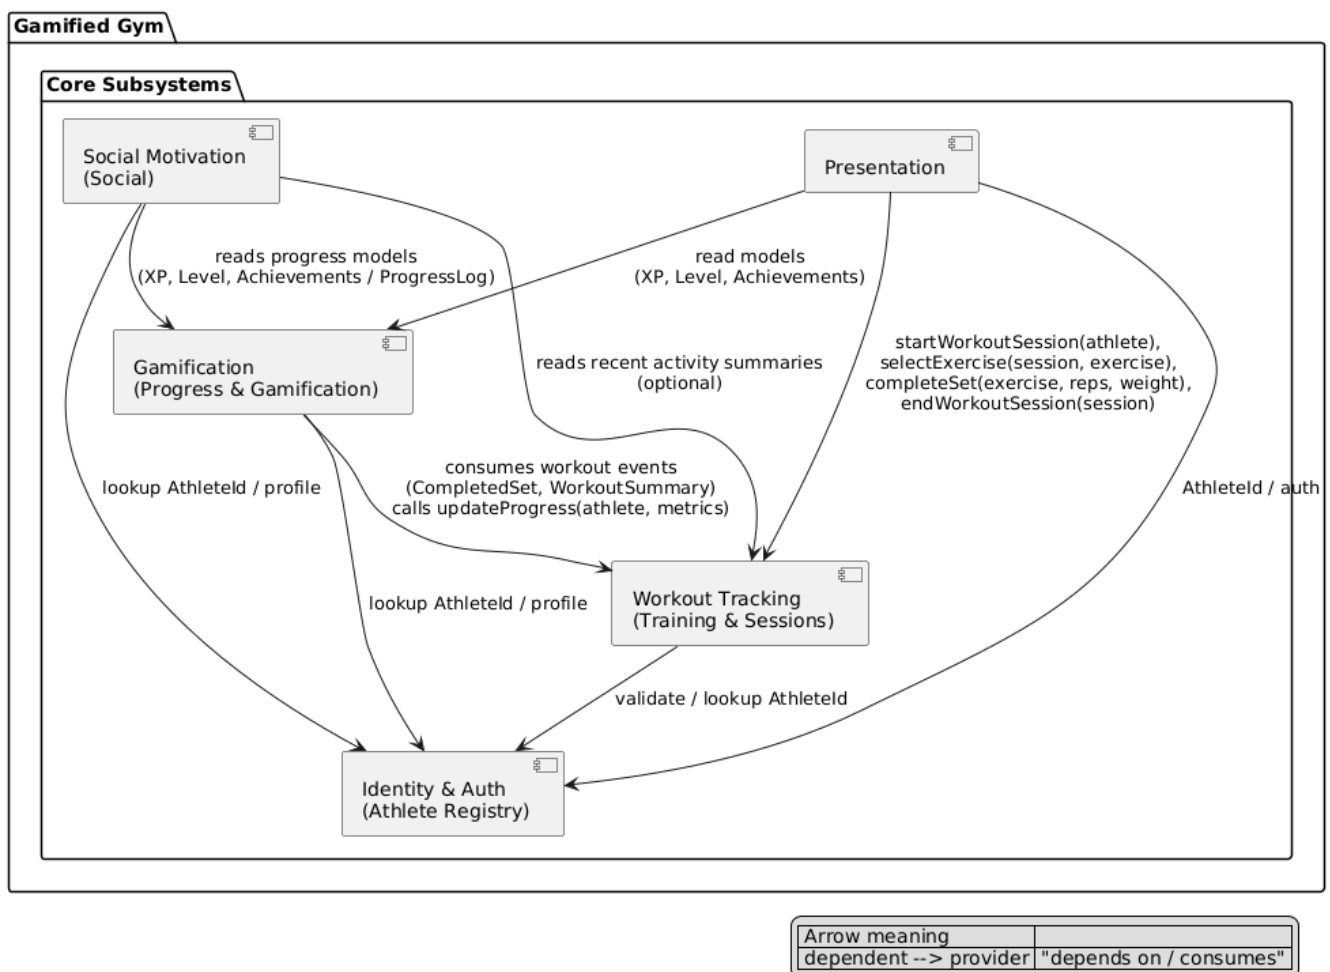 Gamified Gym
Core Subsystems
Social Motivation
(Social)
Presentation
reads progress models
(XP, Level, Achievements / ProgressLog)
read models
(XP, Level, Achievements)
Gamification
(Progress & Gamification)
reads recent activity summaries
(optional)
startWorkoutSession(athlete),
selectExercise(session, exercise),
completeSet(exercise, reps, weight),
endWorkoutSession(session)
lookup AthleteId / profile
consumes workout events
(CompletedSet, WorkoutSummary)
calls updateProgress(athlete, metrics)
AthleteId / auth
lookup AthleteId / profile
Workout Tracking
(Training & Sessions)
validate / lookup AthleteId
Identity & Auth
(Athlete Registry)
Arrow meaning
dependent --> provider "depends on / consumes"